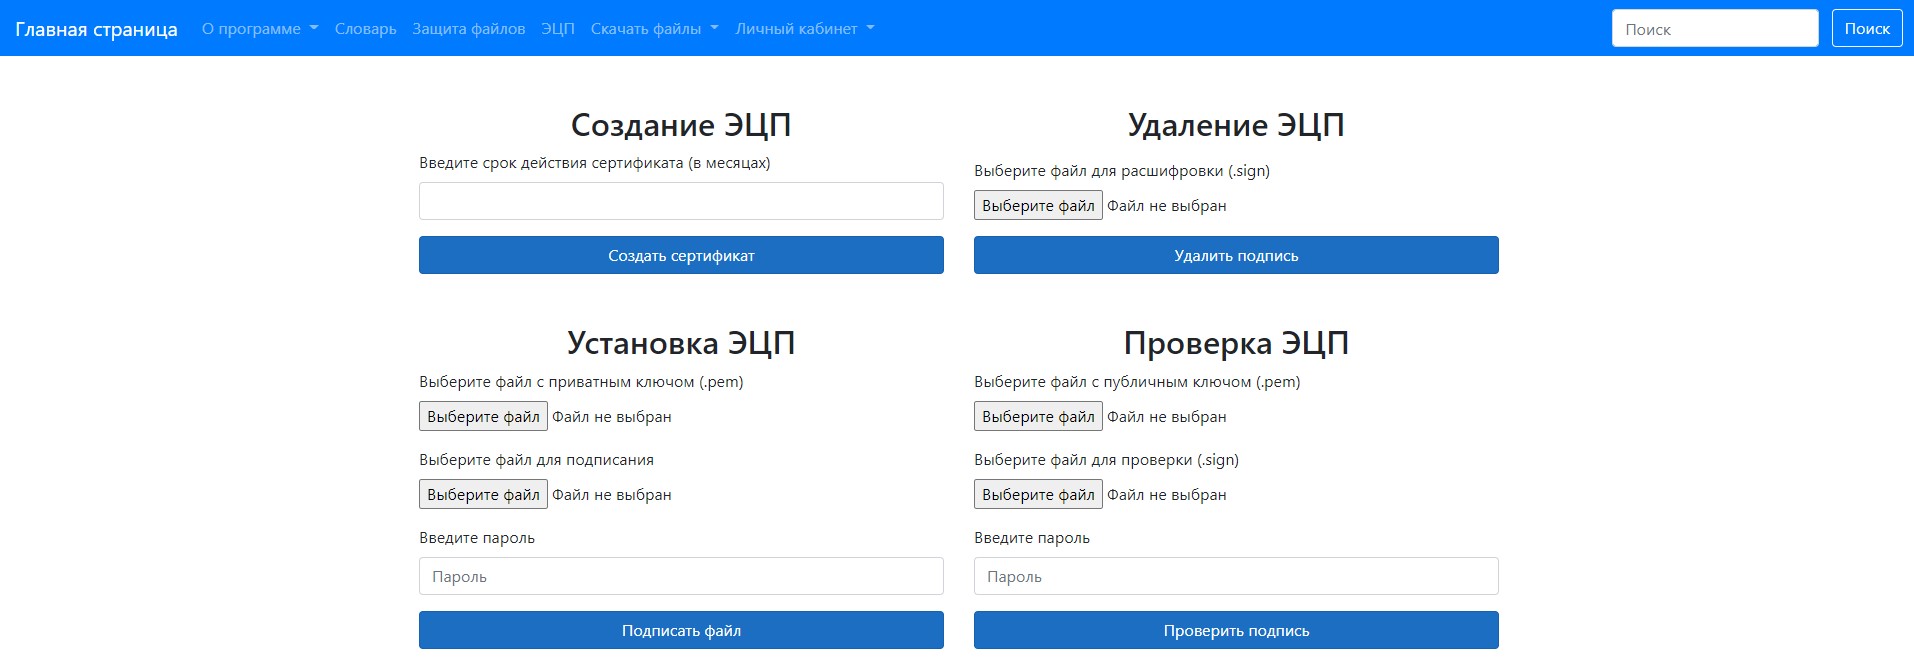 Главная страница О программе Словарь Защита файлов ЭЦП Скачать файлы Личный кабинет Поиск Поиск
Создание ЭЦП
Введите срок действия сертификата (в месяцах)
Создать сертификат
Удаление ЭЦП
Выберите файл для расшифровки (.sign)
Выберите файл Файл не выбран
Удалить подпись
Установка ЭЦП
Выберите файл с приватным ключом (.pem)
Выберите файл Файл не выбран
Выберите файл для подписания
Выберите файл Файл не выбран
Введите пароль
Пароль
Подписать файл
Проверка ЭЦП
Выберите файл с публичным ключом (.pem)
Выберите файл Файл не выбран
Выберите файл для проверки (.sign)
Выберите файл Файл не выбран
Введите пароль
Пароль
Проверить подпись